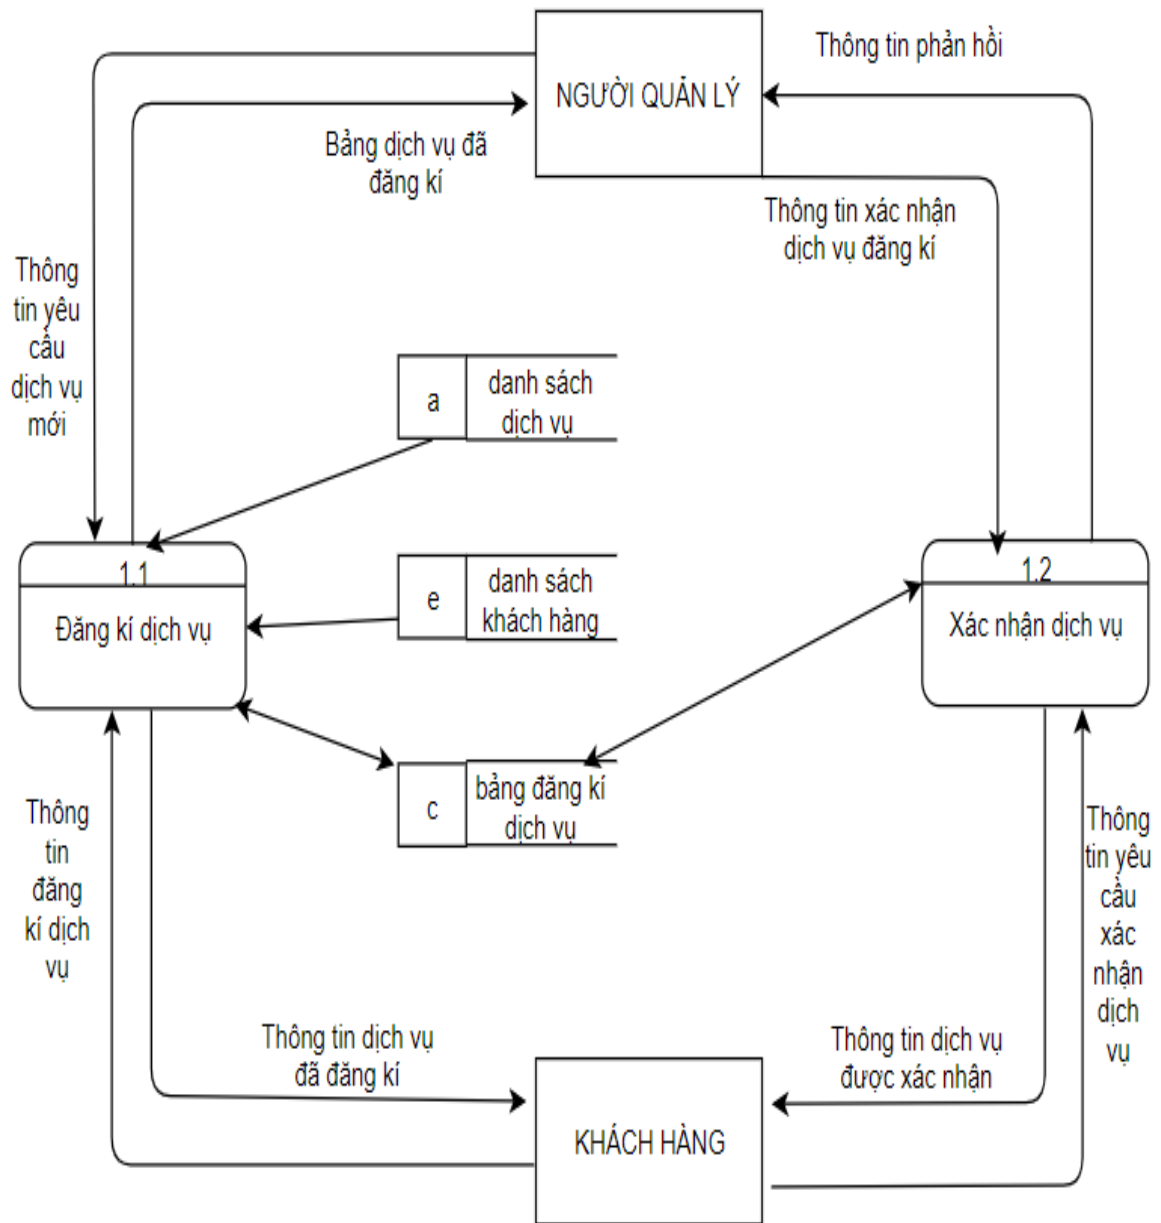 Thông tin phản hồi
NGƯỜI QUẢN LÝ
Bảng dịch vụ đã
đăng kí
Thông tin xác nhận
dịch vụ đăng kí
Thông
tin yêu
cầu
dịch vụ
mới
a
danh sách
dịch vụ
1.1
Đăng kí dịch vụ
e
danh sách
khách hàng
1.2
Xác nhận dịch vụ
c
bảng đăng kí
dịch vụ
Thông
tin
đăng
kí dịch
vụ
Thông
tin yêu
cầu
xác
nhận
dịch
vụ
Thông tin dịch vụ
đã đăng kí
Thông tin dịch vụ
được xác nhận
KHÁCH HÀNG